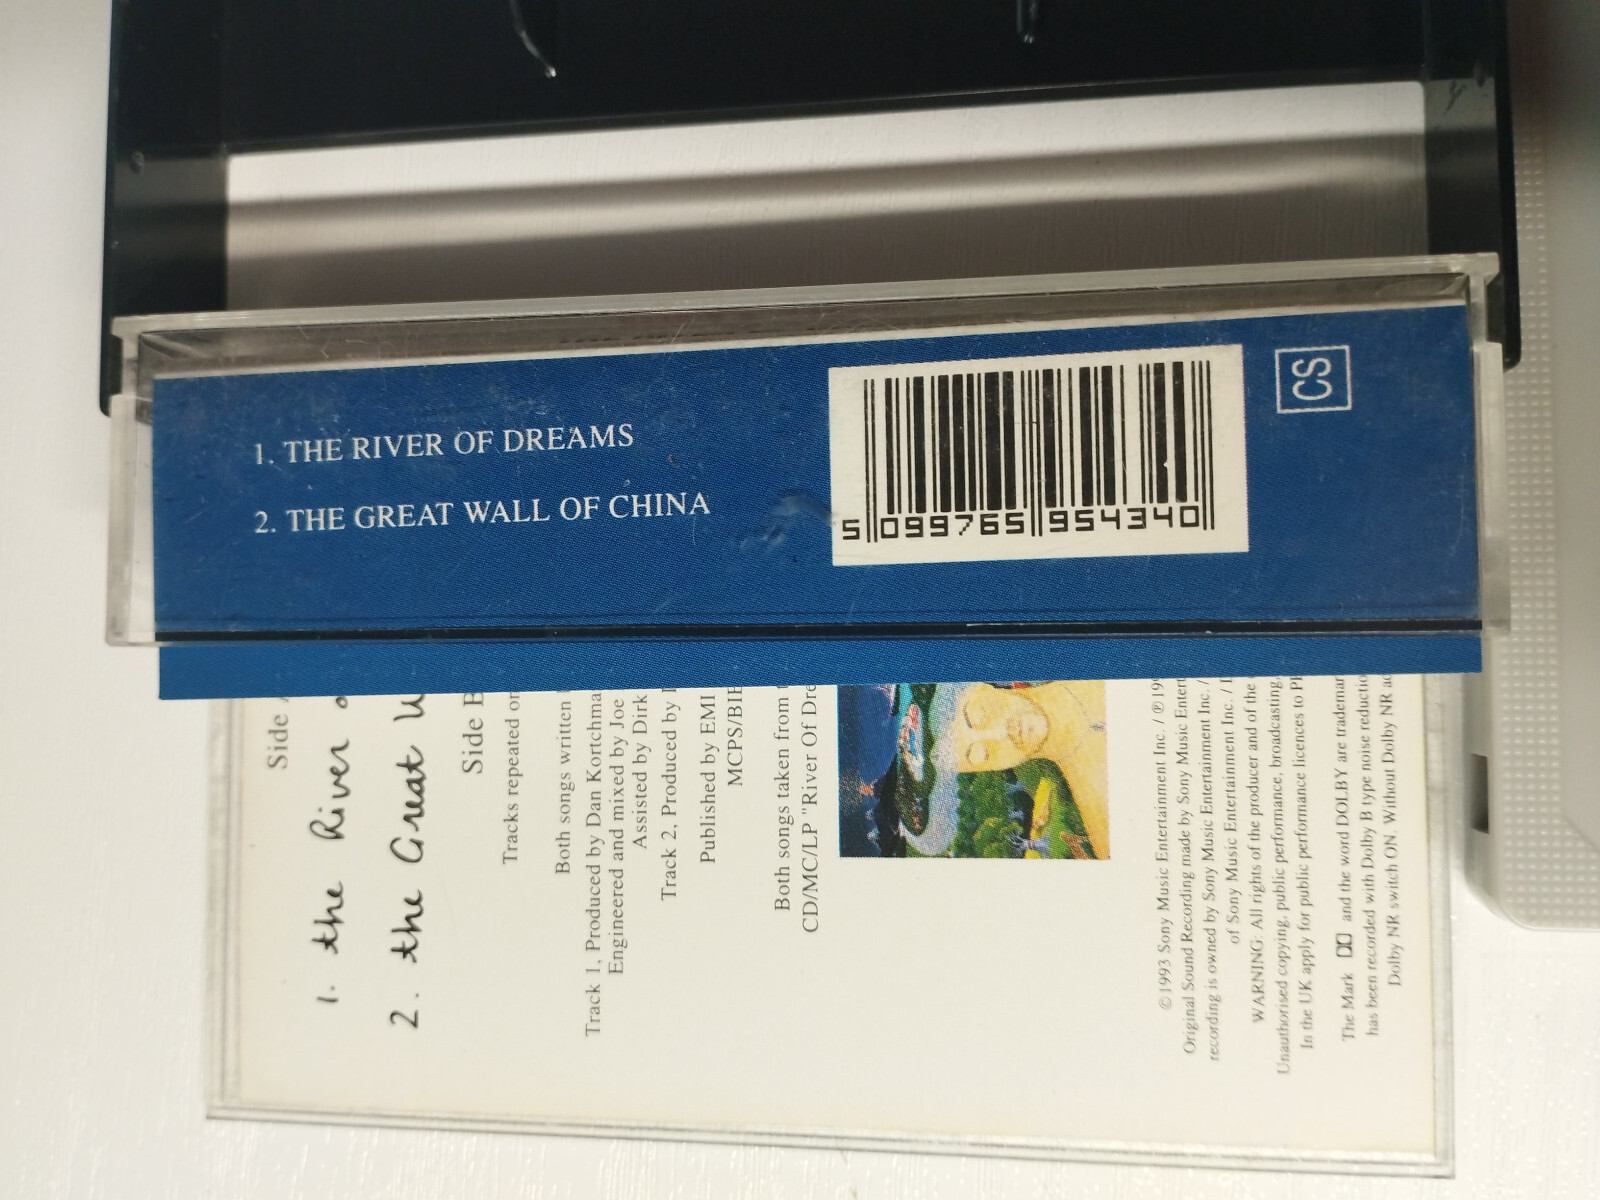 1. THE RIVER OF DREAMS
2. THE GREAT WALL OF CHINA
5 099765 954340
CS
Side
1. the River
2. the Great
Side B
Tracks repeated on
Both songs written
Track 1, Produced by Dan Kortchma
Engineered and mixed by Joe
Assisted by Dirk
Track 2, Produced by
Published by EMI
MCPS/BIE
Both songs taken from
CD/MC/LP "River Of Dre
©1993 Sony Music Entertainment Inc. / ℗ 199
Original Sound Recording made by Sony Music Entert
recording is owned by Sony Music Entertainment Inc. /
of Sony Music Entertainment Inc. /
WARNING: All rights of the producer and of the
Unauthorised copying, public performance, broadcasting,
In the UK apply for public performance licences to
The Mark and the word DOLBY are trademar
has been recorded with Dolby B type noise reductio
Dolby NR switch ON. Without Dolby NR